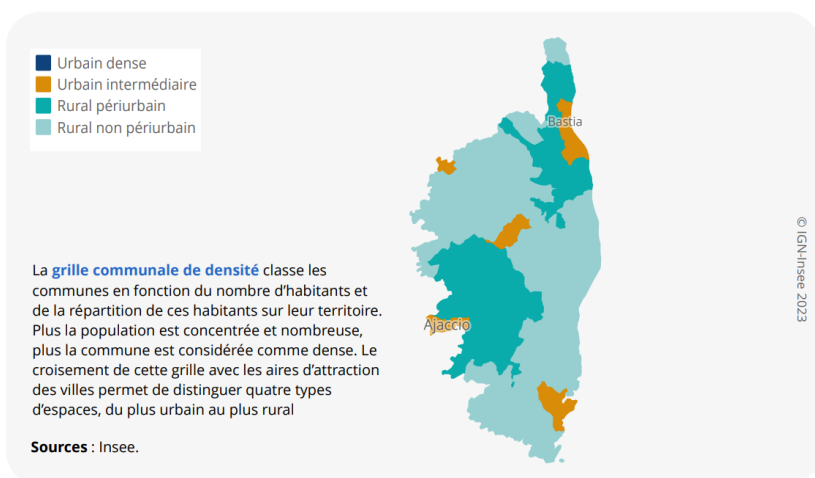 Urbain dense
Urbain intermédiaire
Rural périurbain
Rural non périurbain
Bastia
Ajaccio
La grille communale de densité classe les
communes en fonction du nombre d'habitants et
de la répartition de ces habitants sur leur territoire.
Plus la population est concentrée et nombreuse,
plus la commune est considérée comme dense. Le
croisement de cette grille avec les aires d'attraction
des villes permet de distinguer quatre types
d'espaces, du plus urbain au plus rural
Sources : Insee.
© IGN-Insee 2023